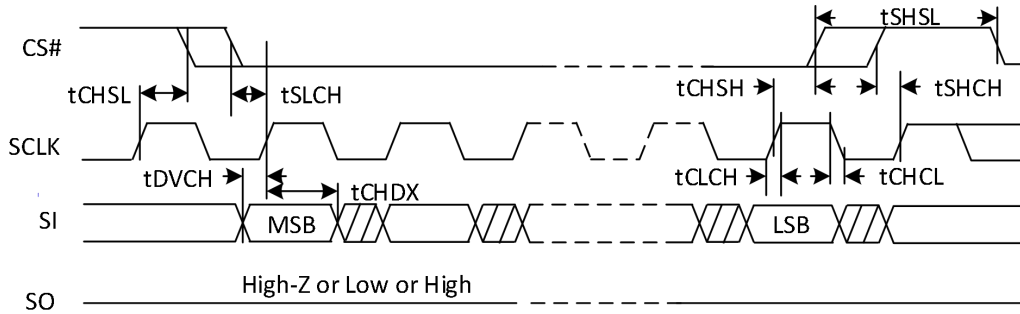 tSHSL
CS#
tCHSL
tSLCH
tCHSH
tSHCH
SCLK
tDVCH
tCHDX
tCLCH
tCHCL
SI
MSB
LSB
High-Z or Low or High
SO